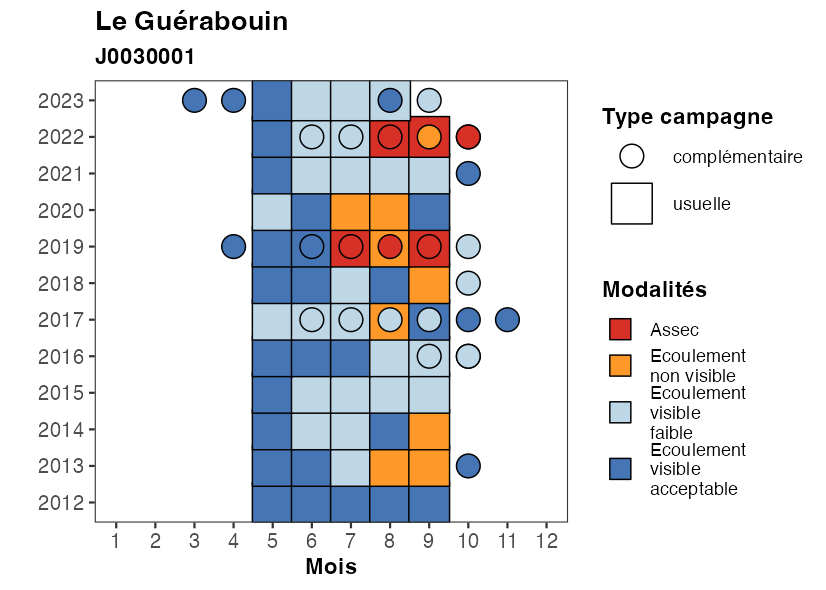 Le Guérabouin
J0030001
2023
2022
2021
2020
2019
2018
2017
2016
2015
2014
2013
2012
1 2 3 4 5 6 7 8 9 10 11 12
Mois
Type campagne
complémentaire
usuelle
Modalités
Assec
Ecoulement
non visible
Ecoulement
visible
faible
Ecoulement
visible
acceptable